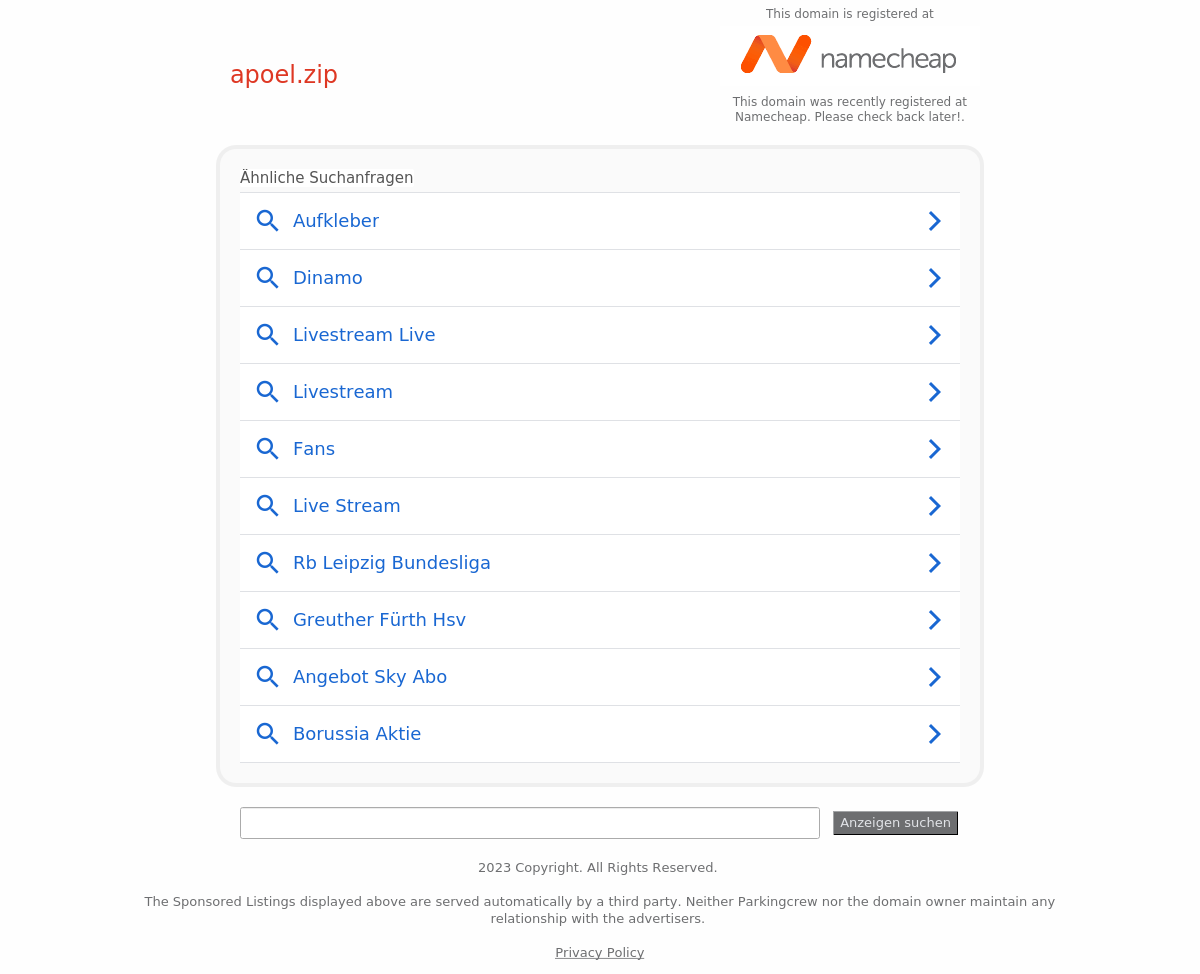 This domain is registered at
namecheap
apoel.zip
This domain was recently registered at
Namecheap. Please check back later!.
Ähnliche Suchanfragen
Aufkleber
Dinamo
Livestream Live
Livestream
Fans
Live Stream
Rb Leipzig Bundesliga
Greuther Fürth Hsv
Angebot Sky Abo
Borussia Aktie
Anzeigen suchen
2023 Copyright. All Rights Reserved.
The Sponsored Listings displayed above are served automatically by a third party. Neither Parkingcrew nor the domain owner maintain any
relationship with the advertisers.
Privacy Policy